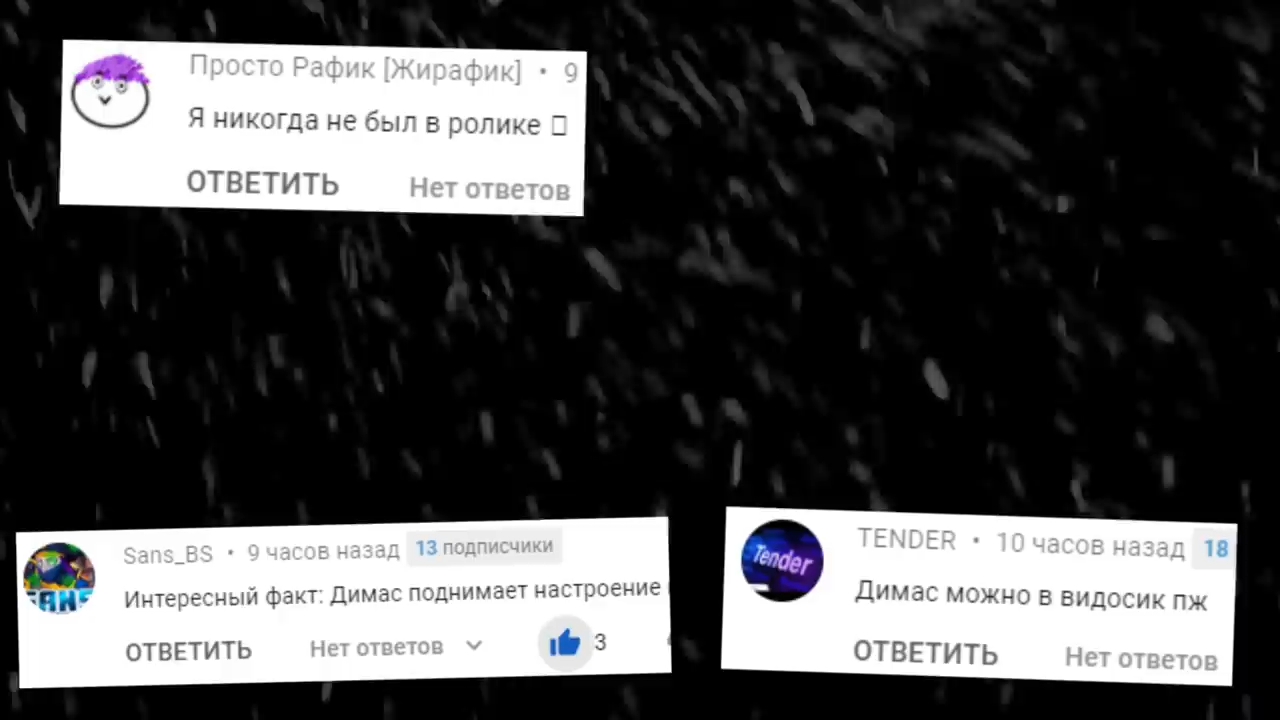 Просто Рафик [Жирафик] • 9
Я никогда не был в ролике
ОТВЕТИТЬ Нет ответов
Sans_BS • 9 часов назад 13 подписчики
Интересный факт: Димас поднимает настроение
ОТВЕТИТЬ Нет ответов 3
TENDER • 10 часов назад 18
Tender
Димас можно в видосик пж
ОТВЕТИТЬ Нет ответов